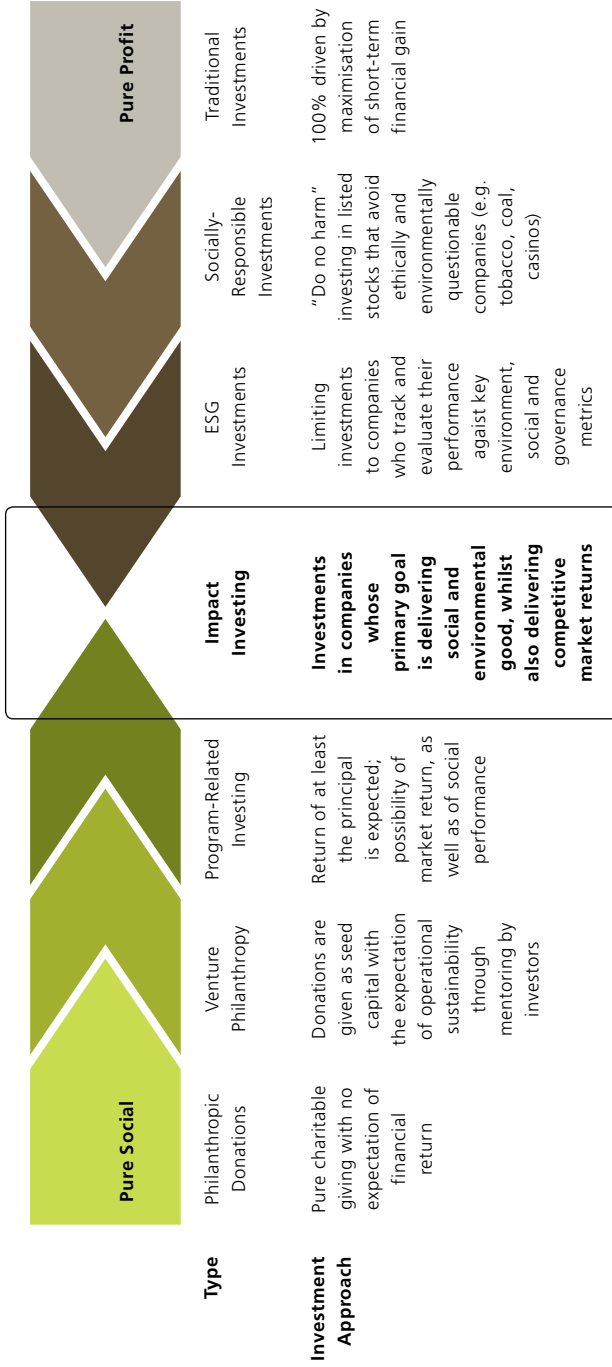 Pure Social
Pure Profit
Type
Philanthropic
Donations
Venture
Philanthropy
Program-Related
Investing
Impact
Investing
ESG
Investments
Socially-
Responsible
Investments
Traditional
Investments
Investment
Approach
Pure charitable
giving with no
expectation of
financial
return
Donations are
given as seed
capital with
the expectation
of operational
sustainability
through
mentoring by
investors
Return of at least
the principal
is expected;
possibility of
market return, as
well as of social
performance
Investments
in companies
whose
primary goal
is delivering
social and
environmental
good, whilst
also delivering
competitive
market returns
Limiting
investments
to companies
who track and
evaluate their
performance
agaist key
environment,
social and
governance
metrics
“Do no harm”
investing in listed
stocks that avoid
ethically and
environmentally
questionable
companies (e.g.
tobacco, coal,
casinos)
100% driven by
maximisation
of short-term
financial gain